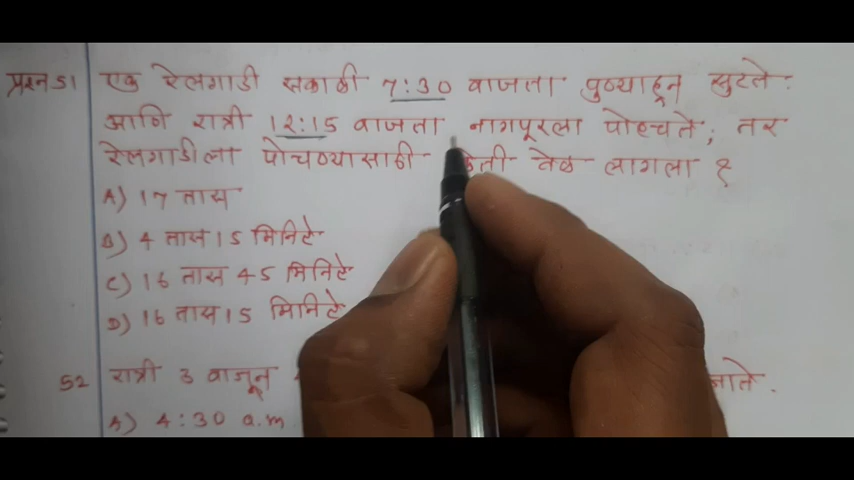 प्रश्न 51 एक रेलगाडी सकाळी 7:30 वाजता पुण्याहून सुटते.
आणि रात्री 12:15 वाजता नागपूरला पोहचते; तर
रेलगाडीला पोचण्यासाठी वेळ लागला ?
A) 17 तास
B) 4 तास 15 मिनिटे
C) 16 तास 45 मिनिटे
D) 16 तास 15 मिनिटे
52 रात्री 3 वाजून
A) 4:30 a.m